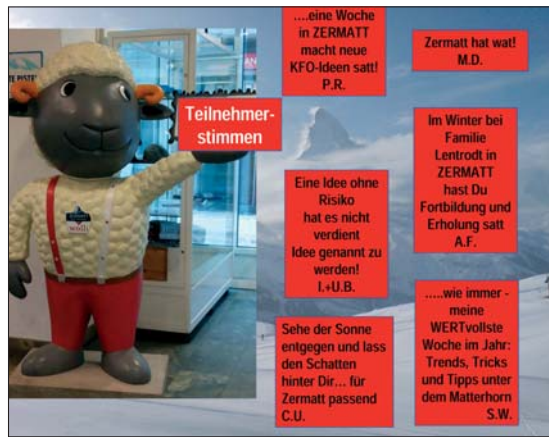 Teilnehmer-
stimmen
....eine Woche
in ZERMATT
macht neue
KFO-Ideen satt!
P.R.
Zermatt hat wat!
M.D.
Im Winter bei
Familie
Lentrodt in
ZERMATT
hast Du
Fortbildung und
Erholung satt
A.F.
Eine Idee ohne
Risiko
hat es nicht
verdient
Idee genannt zu
werden!
I.+U.B.
Sehe der Sonne
entgegen und lass
den Schatten
hinter Dir... für
Zermatt passend
C.U.
.....wie immer -
meine
WERTvollste
Woche im Jahr:
Trends, Tricks
und Tipps unter
dem Matterhorn
S.W.